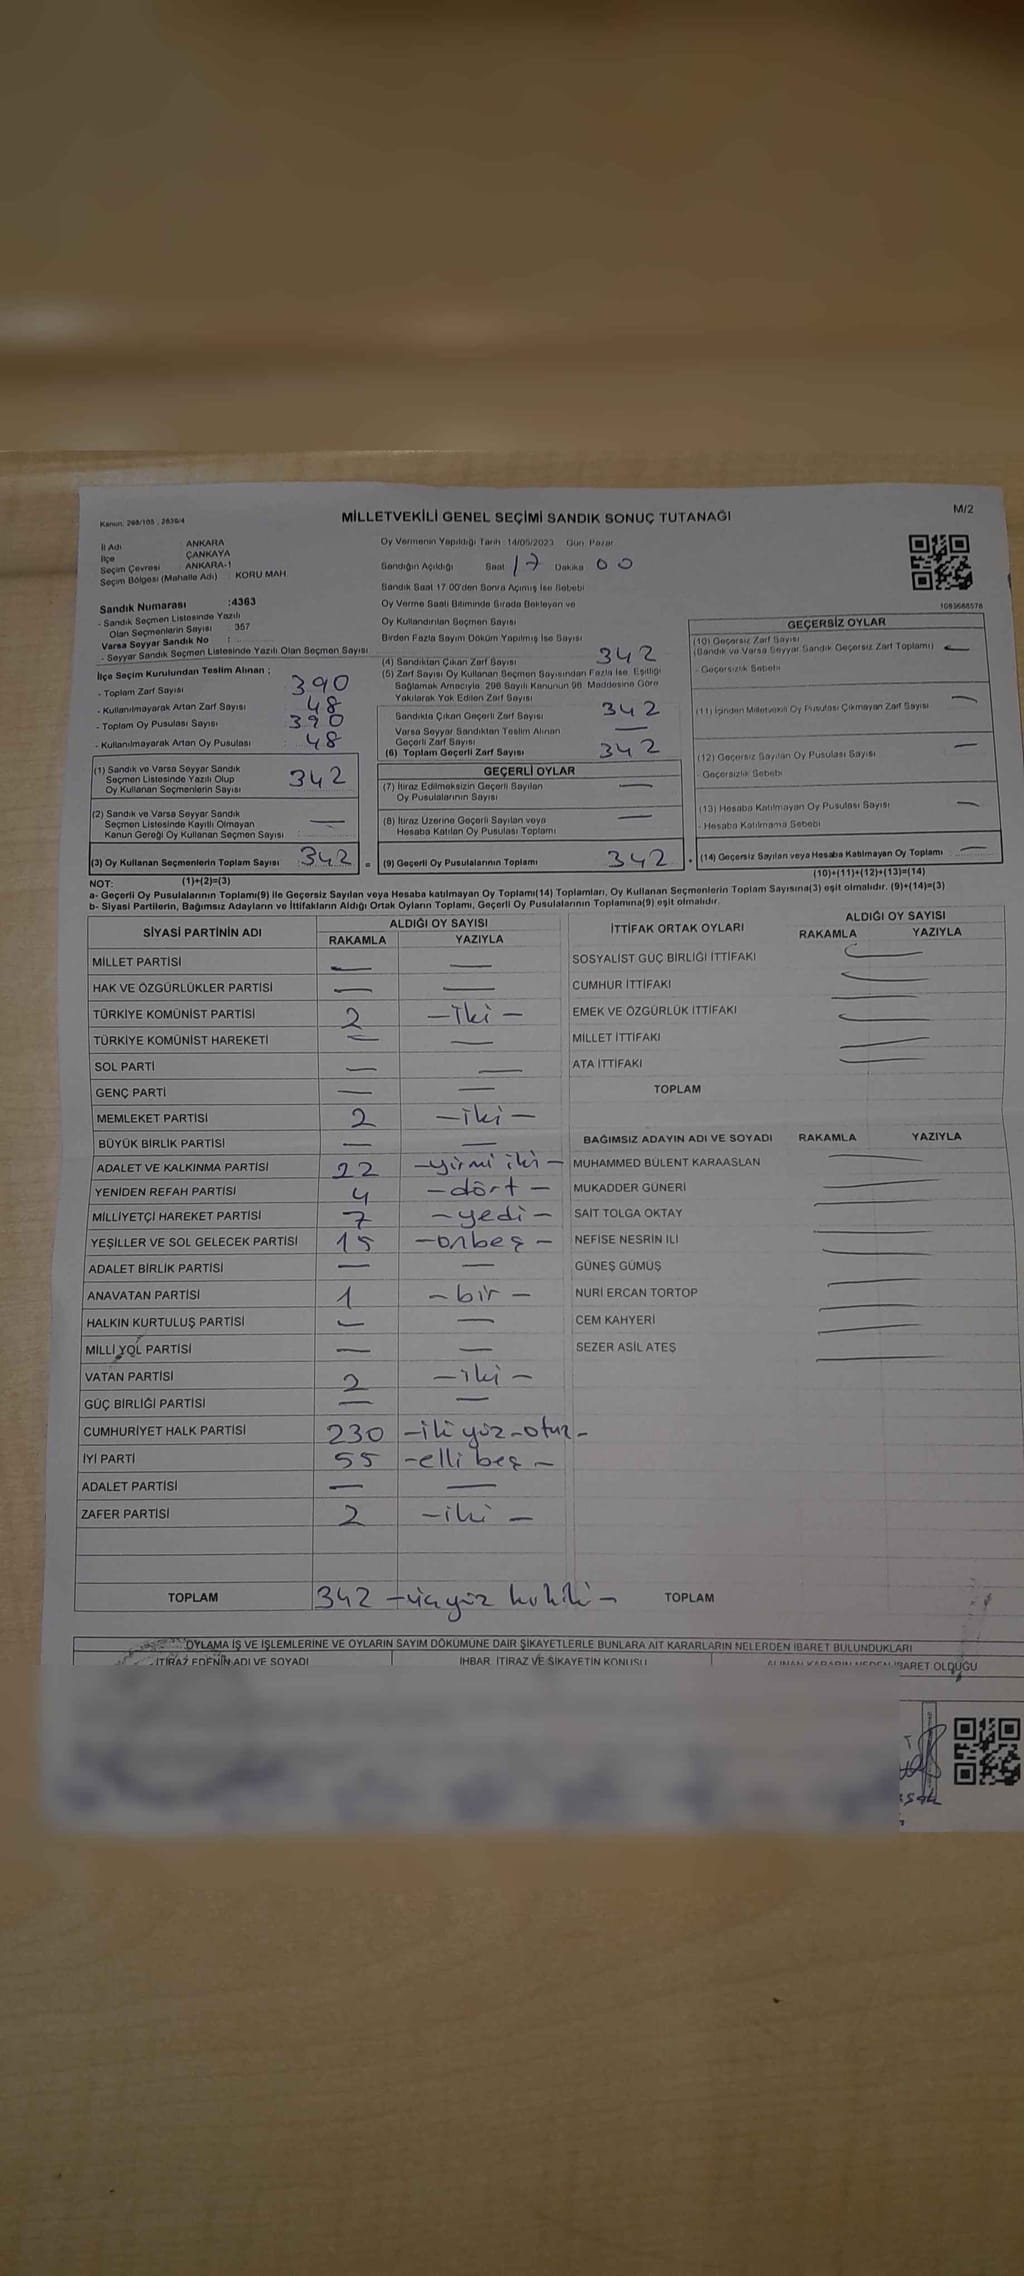 Kanun: 298/105, 2839/4
MİLLETVEKİLİ GENEL SEÇİMİ SANDIK SONUÇ TUTANAĞI
M/2
İl Adı ANKARA
İlçe ÇANKAYA
Seçim Çevresi ANKARA-1
Seçim Bölgesi (Mahalle Adı) : KORU MAH.
Oy Vermenin Yapıldığı Tarih : 14/05/2023 Gün : Pazar
Sandığın Açıldığı Saat 17 Dakika 00
Sandık Saat 17.00'den Sonra Açılmış İse Sebebi
Oy Verme Saati Bitiminde Sırada Bekleyen ve
Oy Kullandırılan Seçmen Sayısı
Birden Fazla Sayım Döküm Yapılmış İse Sayısı
1083688578
Sandık Numarası :4363
- Sandık Seçmen Listesinde Yazılı
Olan Seçmenlerin Sayısı : 357
Varsa Seyyar Sandık No :
- Seyyar Sandık Seçmen Listesinde Yazılı Olan Seçmen Sayısı
İlçe Seçim Kurulundan Teslim Alınan ;
- Toplam Zarf Sayısı 390
- Kullanılmayarak Artan Zarf Sayısı 48
- Toplam Oy Pusulası Sayısı 390
- Kullanılmayarak Artan Oy Pusulası 48
(1) Sandık ve Varsa Seyyar Sandık
Seçmen Listesinde Yazılı Olup
Oy Kullanan Seçmenlerin Sayısı 342
(2) Sandık ve Varsa Seyyar Sandık
Seçmen Listesinde Kayıtlı Olmayan
Kanun Gereği Oy Kullanan Seçmen Sayısı : —
(3) Oy Kullanan Seçmenlerin Toplam Sayısı : 342 =
(4) Sandıktan Çıkan Zarf Sayısı 342
(5) Zarf Sayısı Oy Kullanan Seçmen Sayısından Fazla İse, Eşitliği
Sağlamak Amacıyla 298 Sayılı Kanunun 98. Maddesine Göre
Yakılarak Yok Edilen Zarf Sayısı —
Sandıkta Çıkan Geçerli Zarf Sayısı 342
Varsa Seyyar Sandıktan Teslim Alınan
Geçerli Zarf Sayısı —
(6) Toplam Geçerli Zarf Sayısı 342
GEÇERLİ OYLAR
(7) İtiraz Edilmeksizin Geçerli Sayılan
Oy Pusulalarının Sayısı —
(8) İtiraz Üzerine Geçerli Sayılan veya
Hesaba Katılan Oy Pusulası Toplamı —
(9) Geçerli Oy Pusulalarının Toplamı 342 +
GEÇERSİZ OYLAR
(10) Geçersiz Zarf Sayısı
(Sandık ve Varsa Seyyar Sandık Geçersiz Zarf Toplamı) —
- Geçersizlik Sebebi
(11) İçinden Milletvekili Oy Pusulası Çıkmayan Zarf Sayısı —
(12) Geçersiz Sayılan Oy Pusulası Sayısı —
- Geçersizlik Sebebi
(13) Hesaba Katılmayan Oy Pusulası Sayısı —
- Hesaba Katılmama Sebebi
(14) Geçersiz Sayılan veya Hesaba Katılmayan Oy Toplamı —
NOT: (1)+(2)=(3) (10)+(11)+(12)+(13)=(14)
a- Geçerli Oy Pusulalarının Toplamı(9) ile Geçersiz Sayılan veya Hesaba katılmayan Oy Toplamı(14) Toplamları, Oy Kullanan Seçmenlerin Toplam Sayısına(3) eşit olmalıdır. (9)+(14)=(3)
b- Siyasi Partilerin, Bağımsız Adayların ve İttifakların Aldığı Ortak Oyların Toplamı, Geçerli Oy Pusulalarının Toplamına(9) eşit olmalıdır.
SİYASİ PARTİNİN ADI ALDIĞI OY SAYISI
RAKAMLA YAZIYLA
MİLLET PARTİSİ — —
HAK VE ÖZGÜRLÜKLER PARTİSİ — —
TÜRKİYE KOMÜNİST PARTİSİ 2 —iki—
TÜRKİYE KOMÜNİST HAREKETİ — —
SOL PARTİ — —
GENÇ PARTİ — —
MEMLEKET PARTİSİ 2 —iki—
BÜYÜK BİRLİK PARTİSİ — —
ADALET VE KALKINMA PARTİSİ 22 —yirmi iki—
YENİDEN REFAH PARTİSİ 4 —dört—
MİLLİYETÇİ HAREKET PARTİSİ 7 —yedi—
YEŞİLLER VE SOL GELECEK PARTİSİ 15 —onbeş—
ADALET BİRLİK PARTİSİ — —
ANAVATAN PARTİSİ 1 —bir—
HALKIN KURTULUŞ PARTİSİ — —
MİLLİ YOL PARTİSİ — —
VATAN PARTİSİ 2 —iki—
GÜÇ BİRLİĞİ PARTİSİ — —
CUMHURİYET HALK PARTİSİ 230 —iki yüz-otuz-
İYİ PARTİ 55 -elli beş—
ADALET PARTİSİ — —
ZAFER PARTİSİ 2 —iki—
TOPLAM 342 —üçyüz kırkiki—
İTTİFAK ORTAK OYLARI ALDIĞI OY SAYISI
RAKAMLA YAZIYLA
SOSYALİST GÜÇ BİRLİĞİ İTTİFAKI —
CUMHUR İTTİFAKI —
EMEK VE ÖZGÜRLÜK İTTİFAKI —
MİLLET İTTİFAKI —
ATA İTTİFAKI —
TOPLAM
BAĞIMSIZ ADAYIN ADI VE SOYADI RAKAMLA YAZIYLA
MUHAMMED BÜLENT KARAASLAN —
MUKADDER GÜNERİ —
SAİT TOLGA OKTAY —
NEFİSE NESRİN İLİ —
GÜNEŞ GÜMÜŞ —
NURİ ERCAN TORTOP —
CEM KAHYERİ —
SEZER ASİL ATEŞ —
TOPLAM
OYLAMA İŞ VE İŞLEMLERİNE VE OYLARIN SAYIM DÖKÜMÜNE DAİR ŞİKAYETLERLE BUNLARA AİT KARARLARIN NELERDEN İBARET BULUNDUKLARI
İTİRAZ EDENİN ADI VE SOYADI İHBAR, İTİRAZ VE ŞİKAYETİN KONUSU ALINAN KARARIN NEDEN İBARET OLDUĞU